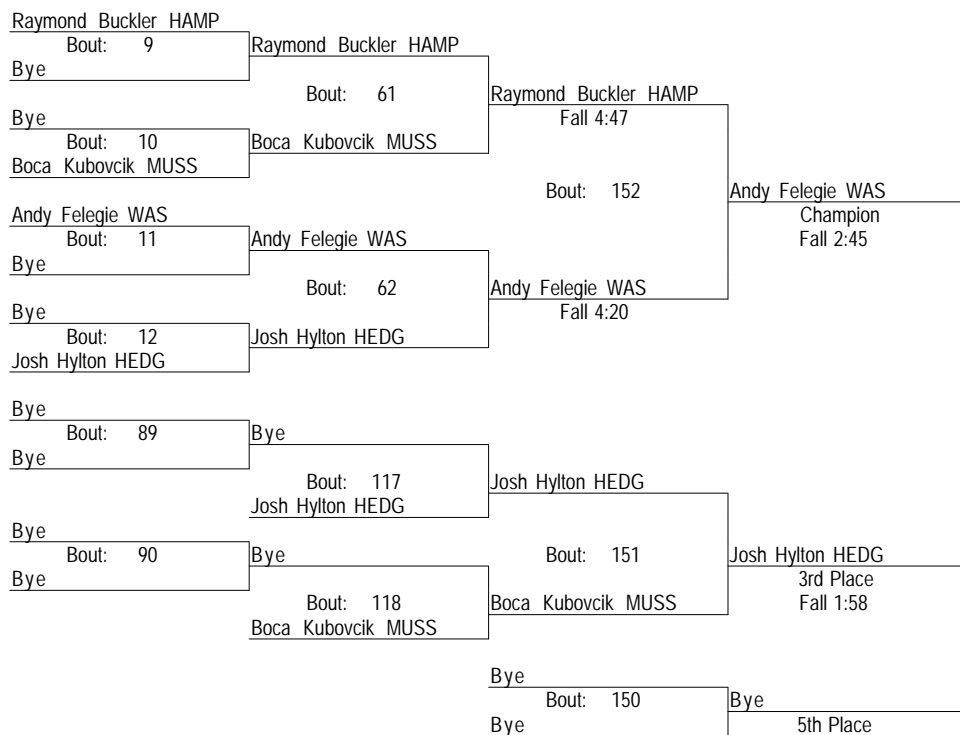 Raymond Buckler HAMP
Bout: 9
Raymond Buckler HAMP
Bye
Bout: 61
Raymond Buckler HAMP
Bye
Fall 4:47
Bout: 10
Boca Kubovcik MUSS
Boca Kubovcik MUSS
Bout: 152
Andy Felegie WAS
Andy Felegie WAS
Champion
Bout: 11
Andy Felegie WAS
Fall 2:45
Bye
Bout: 62
Andy Felegie WAS
Bye
Fall 4:20
Bout: 12
Josh Hylton HEDG
Josh Hylton HEDG
Bye
Bout: 89
Bye
Bye
Bout: 117
Josh Hylton HEDG
Josh Hylton HEDG
Bye
Bout: 90
Bye
Bout: 151
Josh Hylton HEDG
Bye
3rd Place
Bout: 118
Boca Kubovcik MUSS
Fall 1:58
Boca Kubovcik MUSS
Bye
Bout: 150
Bye
Bye
5th Place